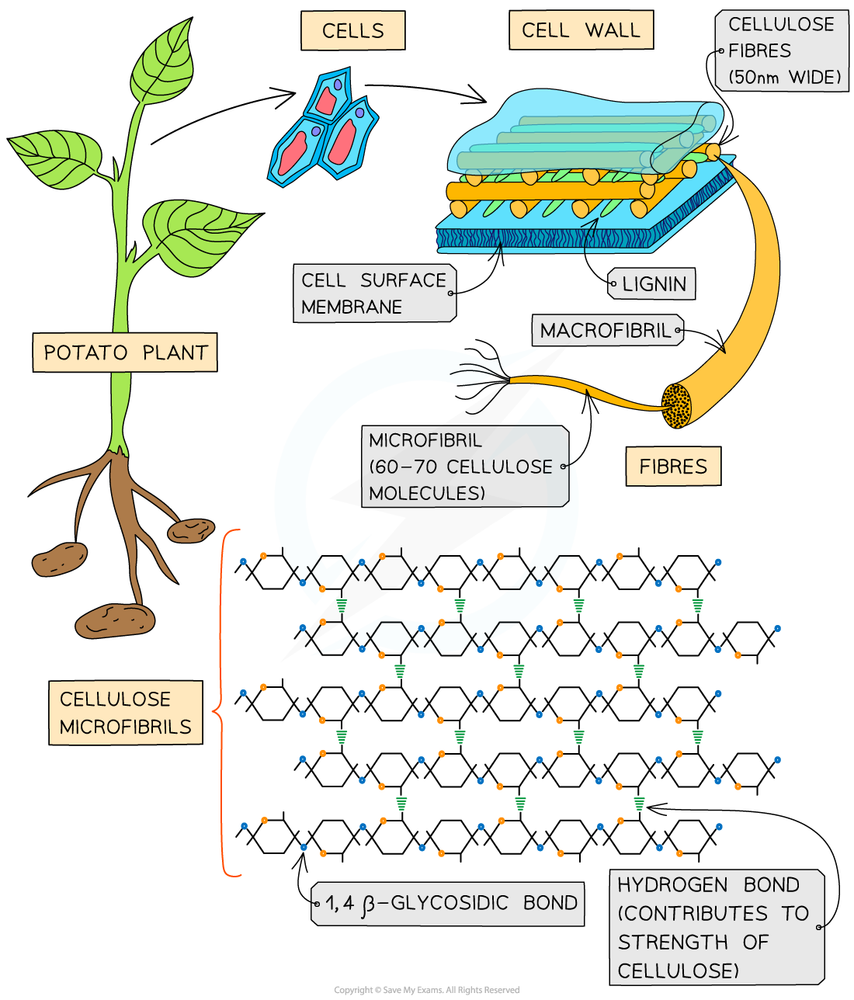 CELLS
CELL WALL
CELLULOSE
FIBRES
(50nm WIDE)
CELL SURFACE
MEMBRANE
LIGNIN
MACROFIBRIL
POTATO PLANT
MICROFIBRIL
(60-70 CELLULOSE
MOLECULES)
FIBRES
CELLULOSE
MICROFIBRILS
1,4 β-GLYCOSIDIC BOND
HYDROGEN BOND
(CONTRIBUTES TO
STRENGTH OF
CELLULOSE)
Copyright © Save My Exams. All Rights Reserved